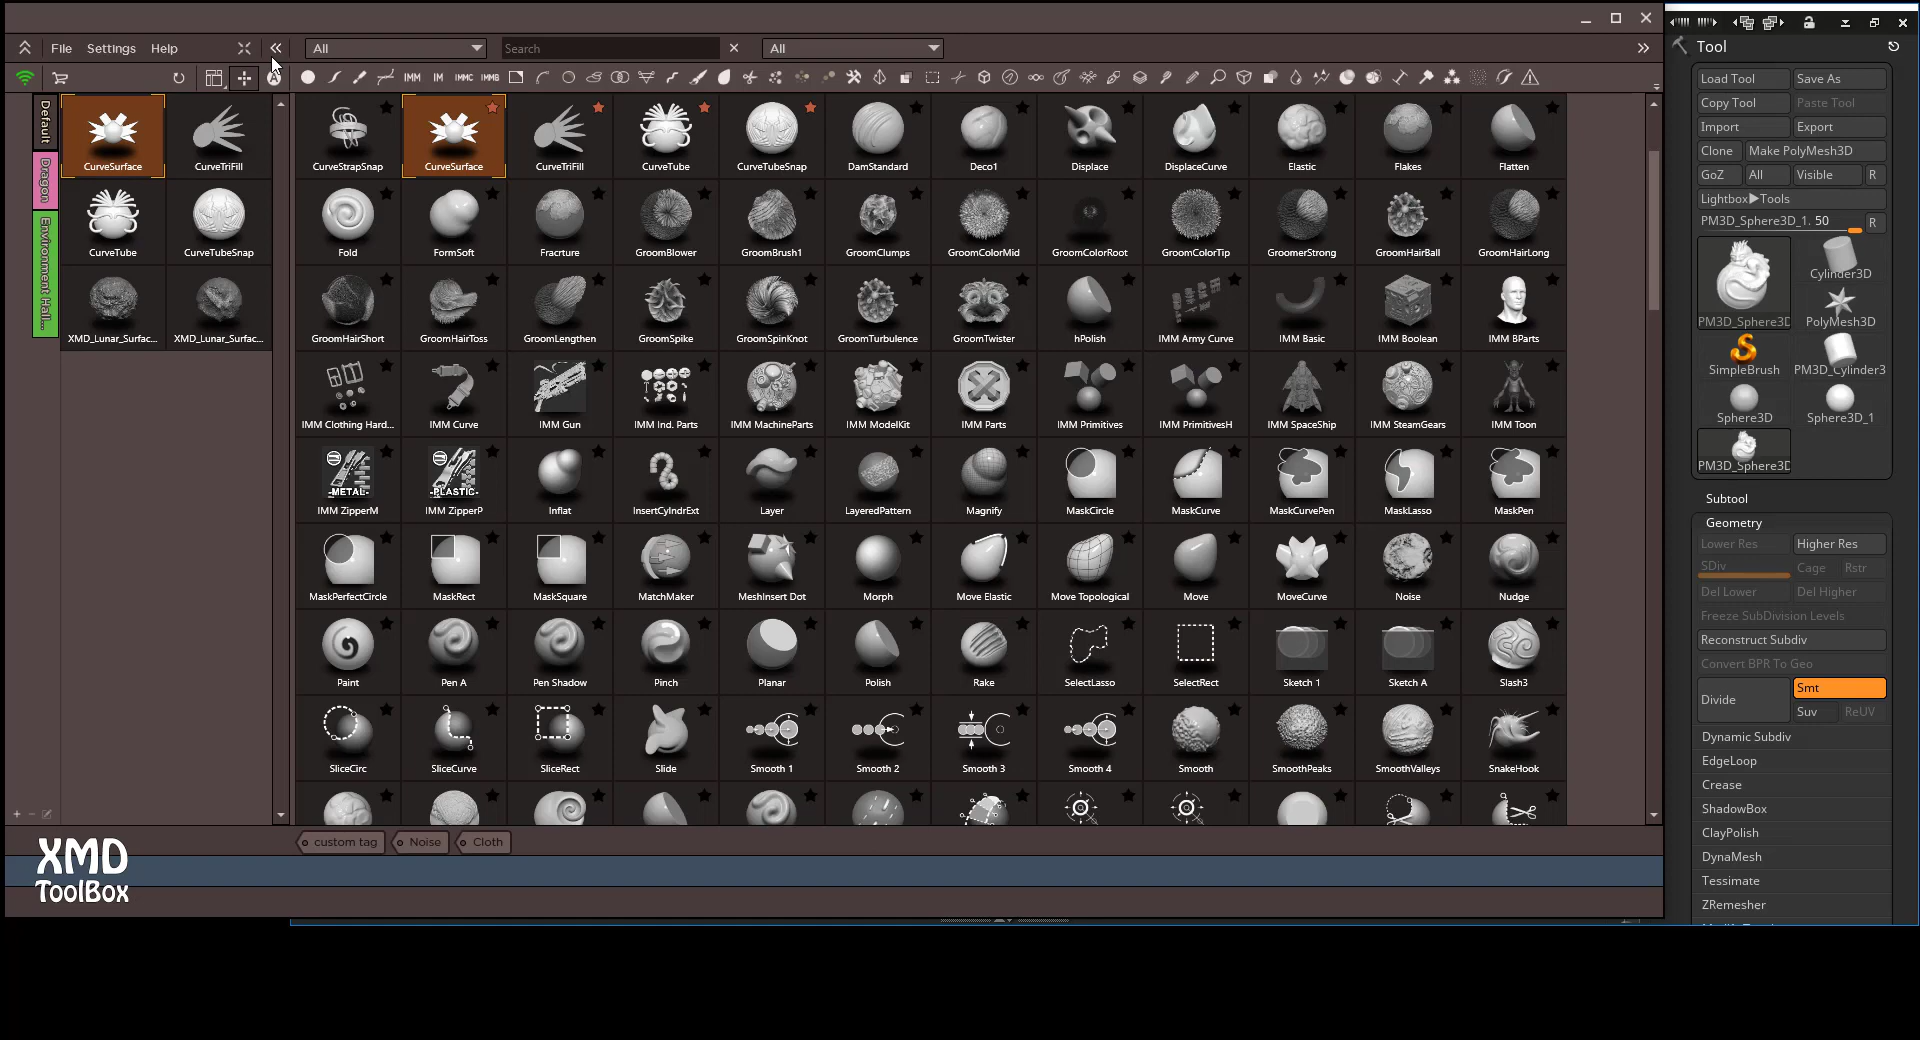 Tool
File Settings Help All Search All
IMM IM IMMC IMMB
Load Tool Save As
Copy Tool Paste Tool
Import Export
Clone Make PolyMesh3D
GoZ All Visible R
Lightbox▶Tools
PM3D_Sphere3D_1. 50 R
Default
Dragon
Environment Hall...
CurveSurface CurveTriFill
CurveTube CurveTubeSnap
XMD_Lunar_Surfac... XMD_Lunar_Surfac...
CurveStrapSnap CurveSurface CurveTriFill CurveTube CurveTubeSnap DamStandard Deco1 Displace DisplaceCurve Elastic Flakes Flatten
Fold FormSoft Fracrture GroomBlower GroomBrush1 GroomClumps GroomColorMid GroomColorRoot GroomColorTip GroomerStrong GroomHairBall GroomHairLong
GroomHairShort GroomHairToss GroomLengthen GroomSpike GroomSpinKnot GroomTurbulence GroomTwister hPolish IMM Army Curve IMM Basic IMM Boolean IMM BParts
IMM Clothing Hard... IMM Curve IMM Gun IMM Ind. Parts IMM MachineParts IMM ModelKit IMM Parts IMM Primitives IMM PrimitivesH IMM SpaceShip IMM SteamGears IMM Toon
-METAL- -PLASTIC-
IMM ZipperM IMM ZipperP Inflat InsertCylndrExt Layer LayeredPattern Magnify MaskCircle MaskCurve MaskCurvePen MaskLasso MaskPen
MaskPerfectCircle MaskRect MaskSquare MatchMaker MeshInsert Dot Morph Move Elastic Move Topological Move MoveCurve Noise Nudge
Paint Pen A Pen Shadow Pinch Planar Polish Rake SelectLasso SelectRect Sketch 1 Sketch A Slash3
SliceCirc SliceCurve SliceRect Slide Smooth 1 Smooth 2 Smooth 3 Smooth 4 Smooth SmoothPeaks SmoothValleys SnakeHook
custom tag Noise Cloth
XMD
ToolBox
PM3D_Sphere3D Cylinder3D
PolyMesh3D
SimpleBrush PM3D_Cylinder3
Sphere3D Sphere3D_1
PM3D_Sphere3D
Subtool
Geometry
Lower Res Higher Res
SDiv Cage Rstr
Del Lower Del Higher
Freeze SubDivision Levels
Reconstruct Subdiv
Convert BPR To Geo
Divide Smt
Suv ReUV
Dynamic Subdiv
EdgeLoop
Crease
ShadowBox
ClayPolish
DynaMesh
Tessimate
ZRemesher